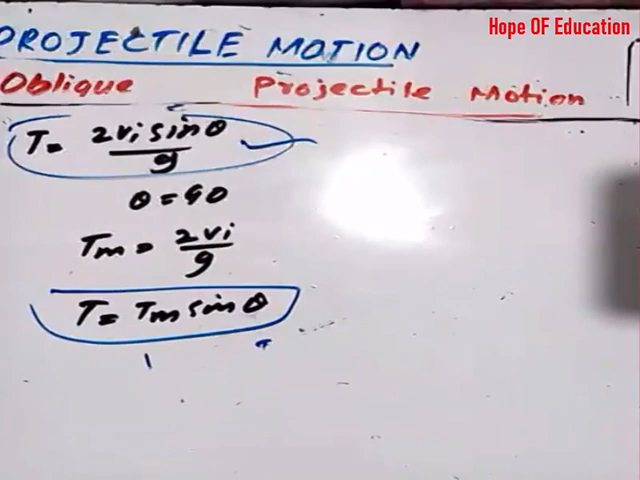 Hope OF Education
PROJECTILE MOTION
Oblique Projectile Motion
T = 2vi sinθ / g
θ = 90
Tm = 2vi / g
T = Tm sinθ